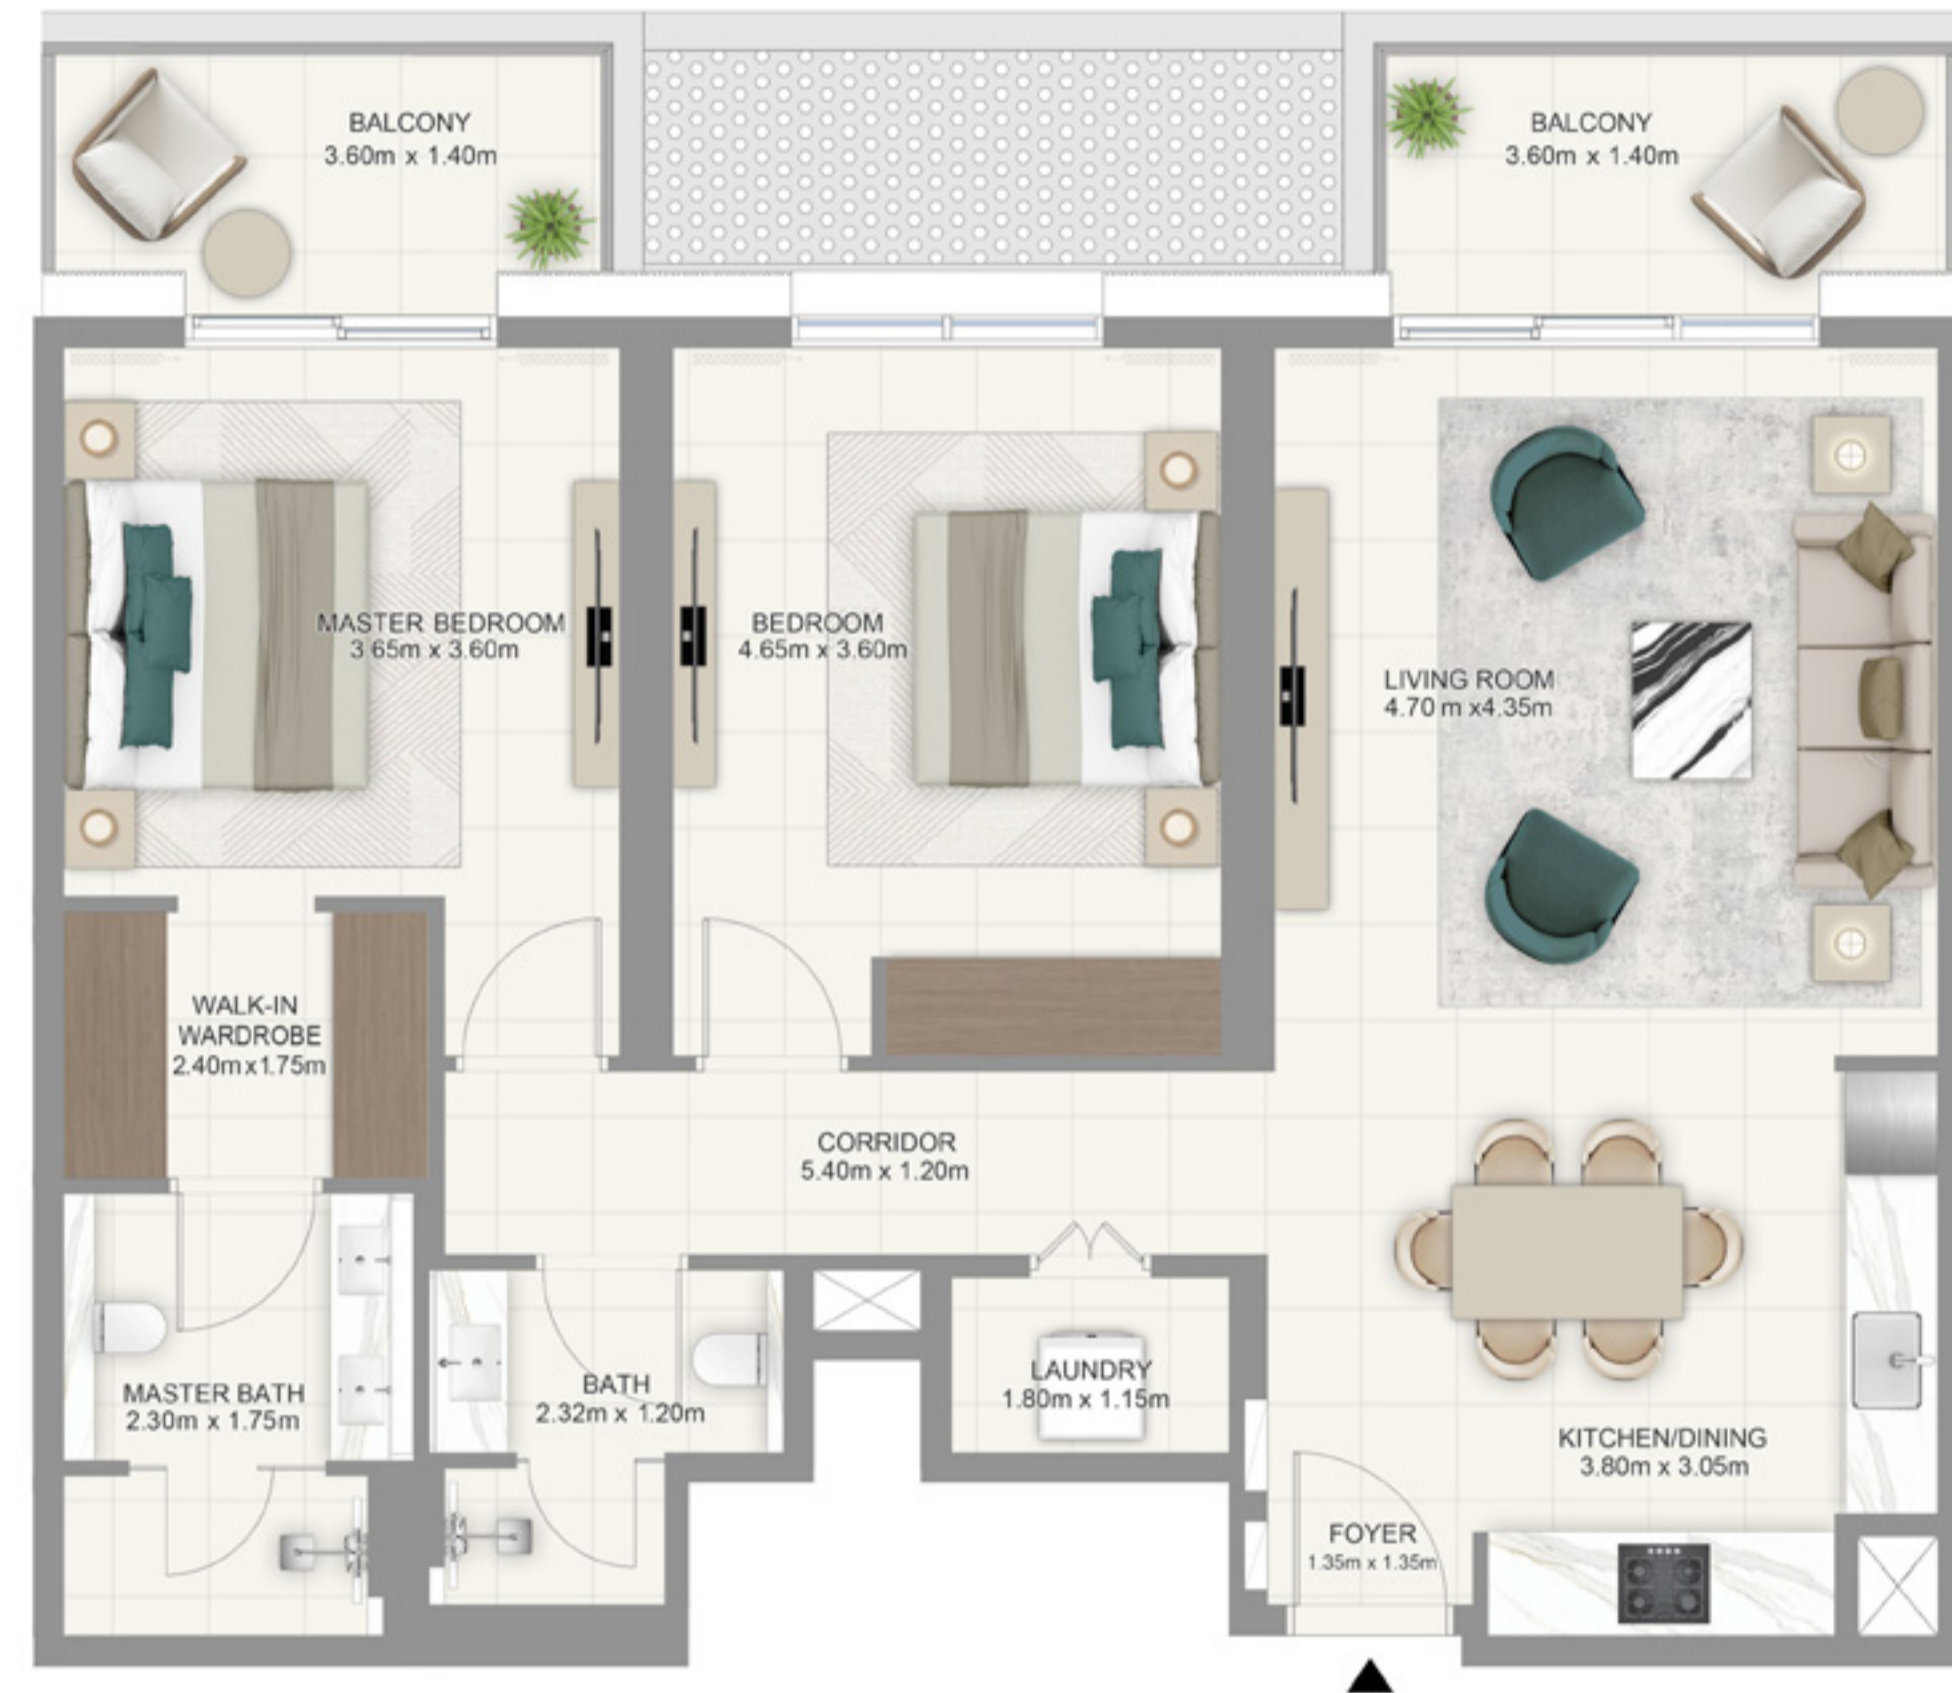 BALCONY
3.60m x 1.40m
BALCONY
3.60m x 1.40m
MASTER BEDROOM
3 65m x 3.60m
BEDROOM
4.65m x 3.60m
LIVING ROOM
4.70 m x4.35m
WALK-IN
WARDROBE
2.40mx1.75m
CORRIDOR
5.40m x 1.20m
MASTER BATH
2.30m x 1.75m
BATH
2.32m x 1.20m
LAUNDRY
1.80m x 1.15m
KITCHEN/DINING
3.80m x 3.05m
FOYER
1.35m x 1.35m